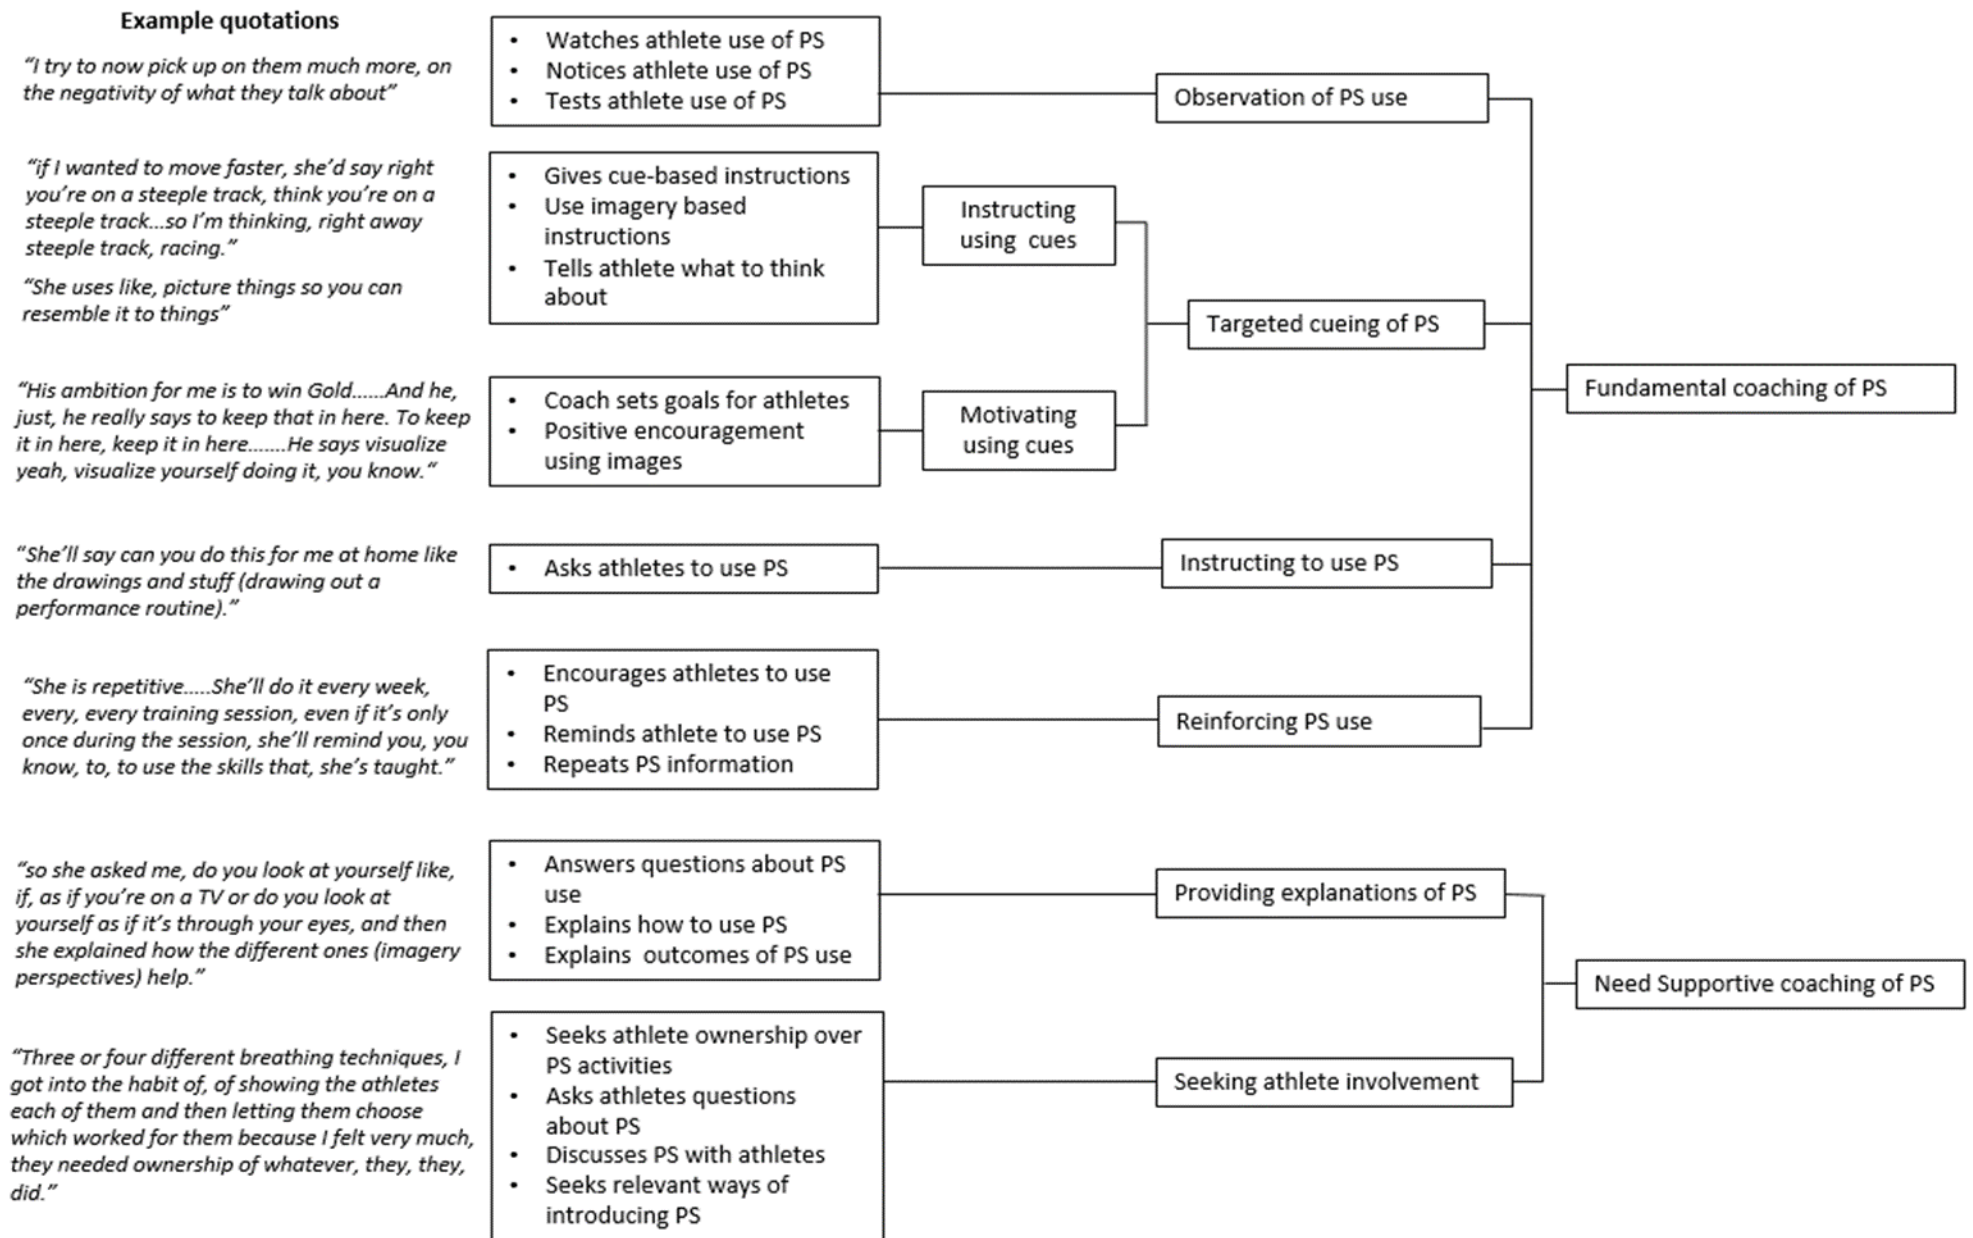 Example quotations
“I try to now pick up on them much more, on
the negativity of what they talk about”
• Watches athlete use of PS
• Notices athlete use of PS
• Tests athlete use of PS
Observation of PS use
“if I wanted to move faster, she’d say right
you’re on a steeple track, think you’re on a
steeple track...so I’m thinking, right away
steeple track, racing.”
“She uses like, picture things so you can
resemble it to things”
• Gives cue-based instructions
• Use imagery based
instructions
• Tells athlete what to think
about
Instructing
using cues
Targeted cueing of PS
Fundamental coaching of PS
“His ambition for me is to win Gold......And he,
just, he really says to keep that in here. To keep
it in here, keep it in here.......He says visualize
yeah, visualize yourself doing it, you know.“
• Coach sets goals for athletes
• Positive encouragement
using images
Motivating
using cues
“She’ll say can you do this for me at home like
the drawings and stuff (drawing out a
performance routine).”
• Asks athletes to use PS
Instructing to use PS
“She is repetitive.....She’ll do it every week,
every, every training session, even if it’s only
once during the session, she’ll remind you, you
know, to, to use the skills that, she’s taught.”
• Encourages athletes to use
PS
• Reminds athlete to use PS
• Repeats PS information
Reinforcing PS use
“so she asked me, do you look at yourself like,
if, as if you’re on a TV or do you look at
yourself as if it’s through your eyes, and then
she explained how the different ones (imagery
perspectives) help.”
• Answers questions about PS
use
• Explains how to use PS
• Explains outcomes of PS use
Providing explanations of PS
Need Supportive coaching of PS
“Three or four different breathing techniques, I
got into the habit of, of showing the athletes
each of them and then letting them choose
which worked for them because I felt very much,
they needed ownership of whatever, they, they,
did.”
• Seeks athlete ownership over
PS activities
• Asks athletes questions
about PS
• Discusses PS with athletes
• Seeks relevant ways of
introducing PS
Seeking athlete involvement